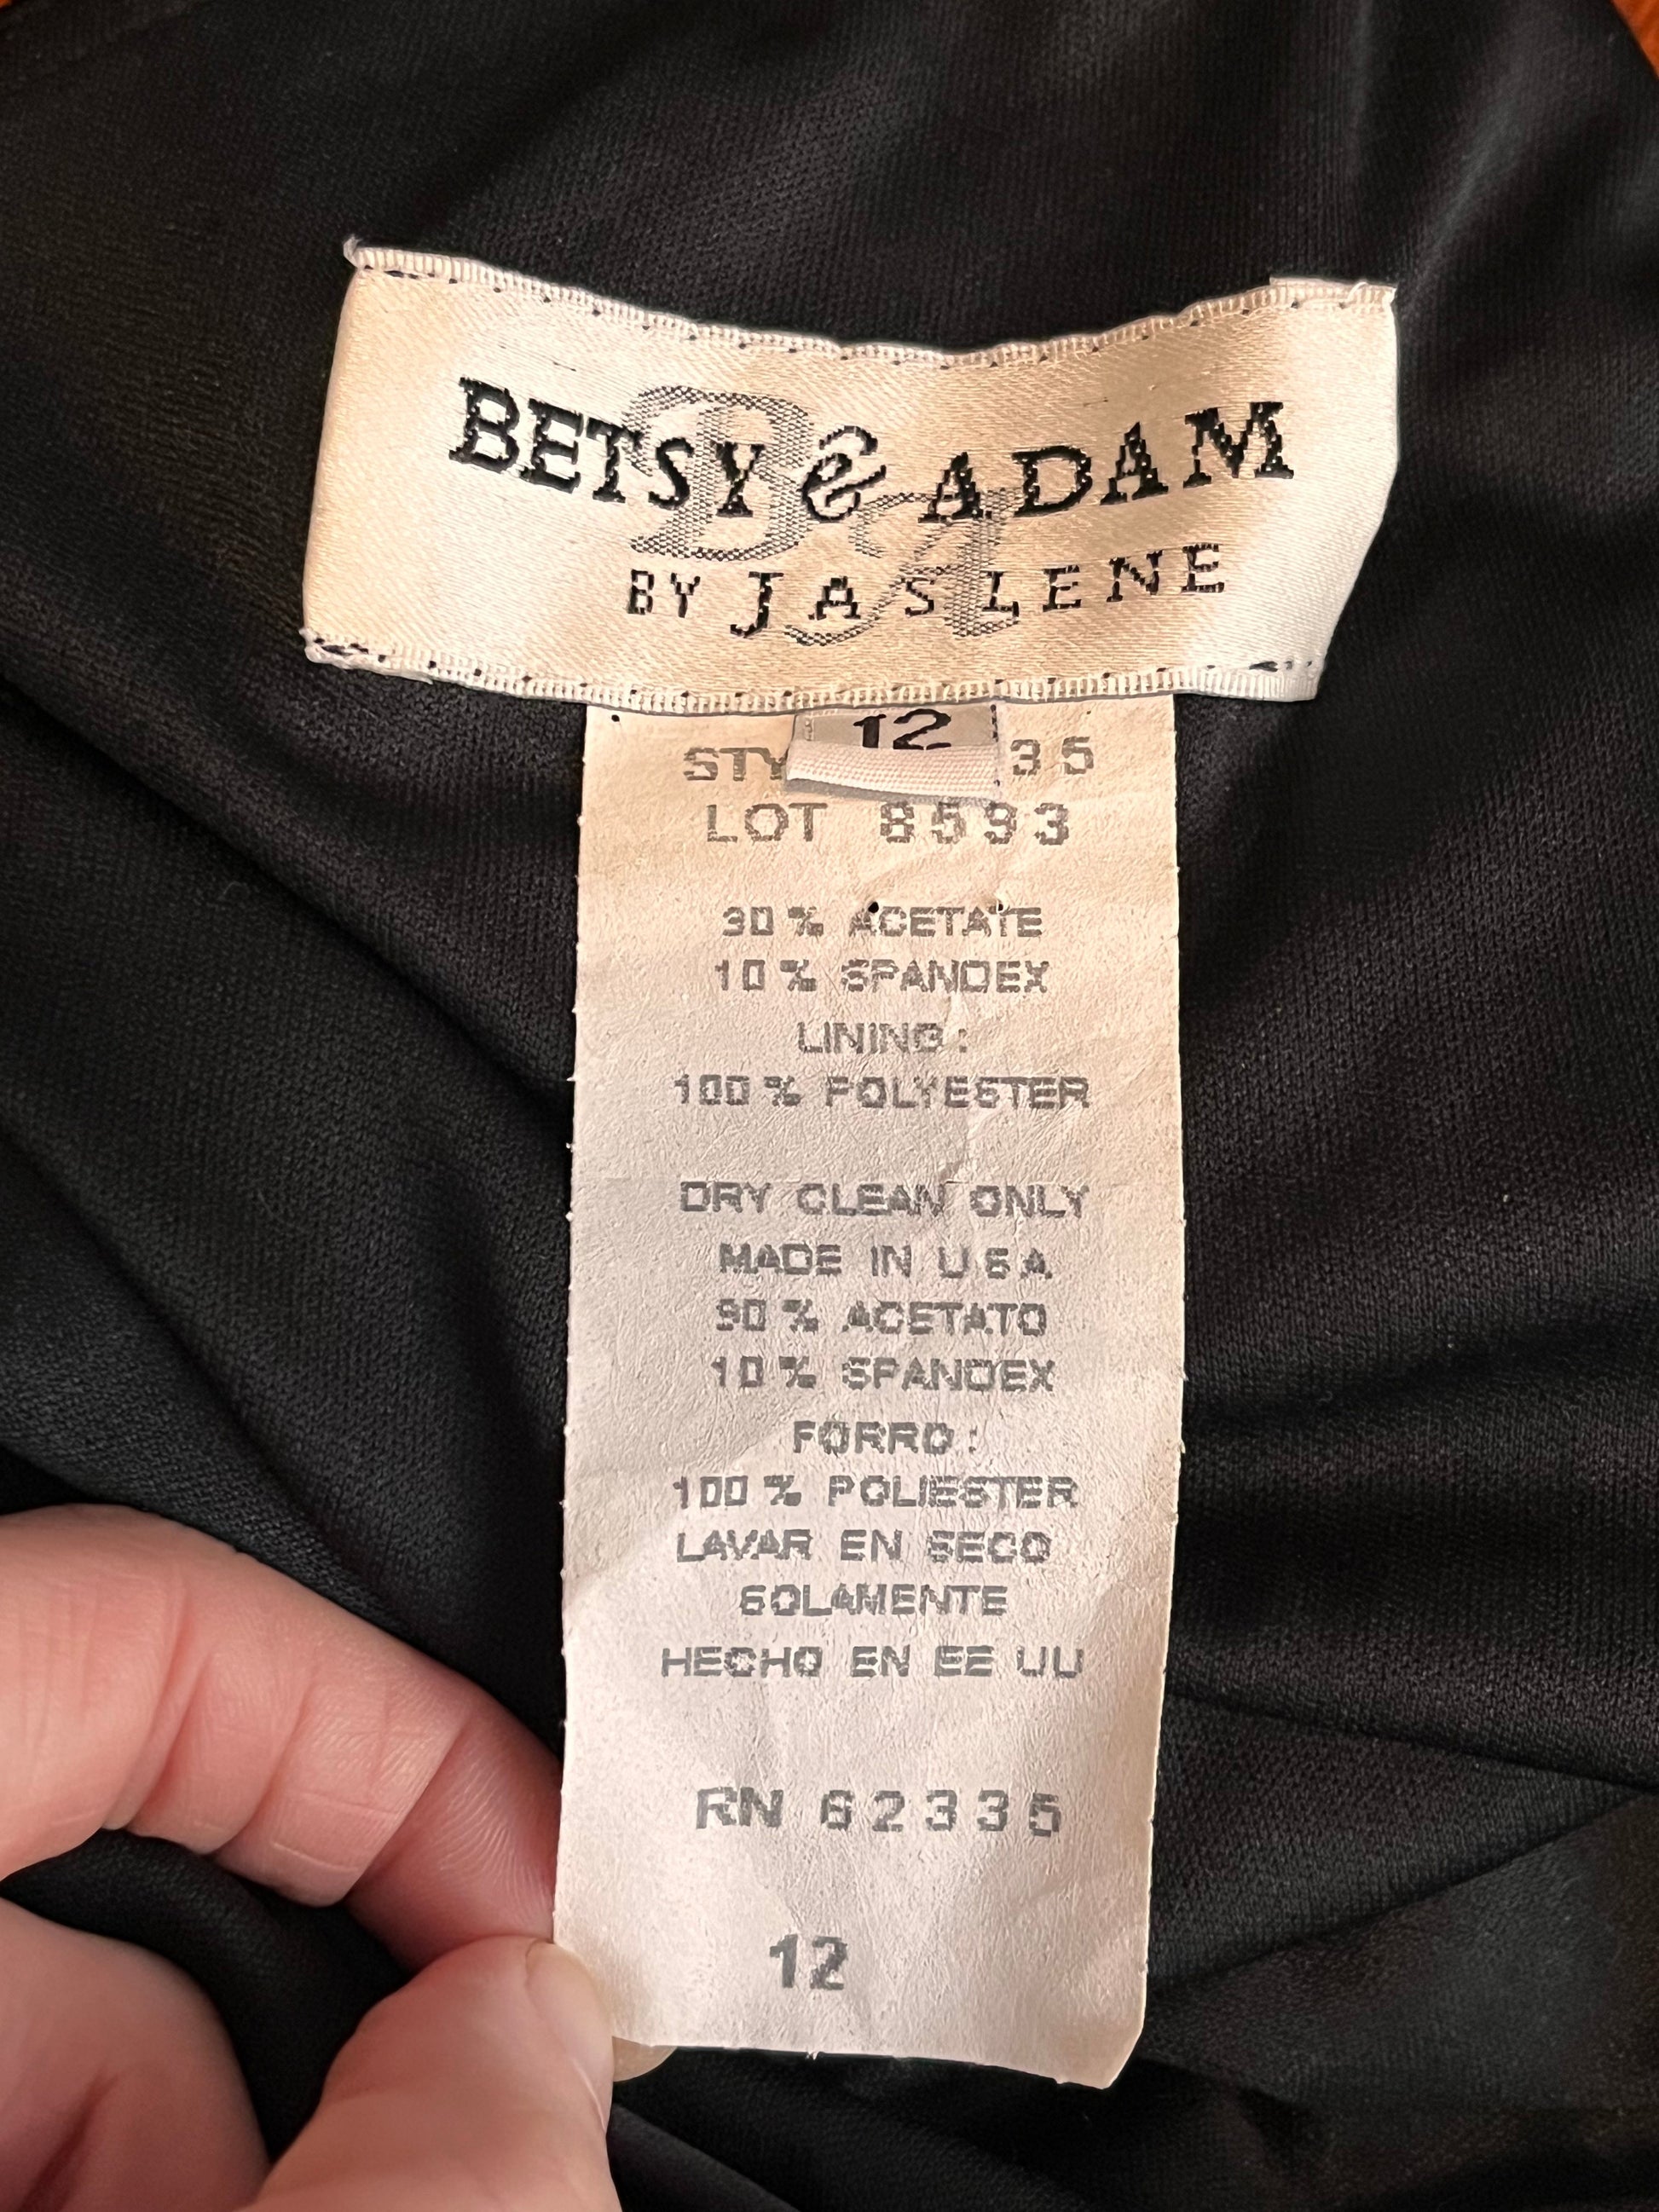 BETSY & ADAM
BY JASLENE
12
STY 35
LOT 8593
90% ACETATE
10% SPANDEX
LINING:
100% POLYESTER
DRY CLEAN ONLY
MADE IN USA
90% ACETATO
10% SPANDEX
FORRO:
100% POLIESTER
LAVAR EN SECO
SOLAMENTE
HECHO EN EE UU
RN 62335
12